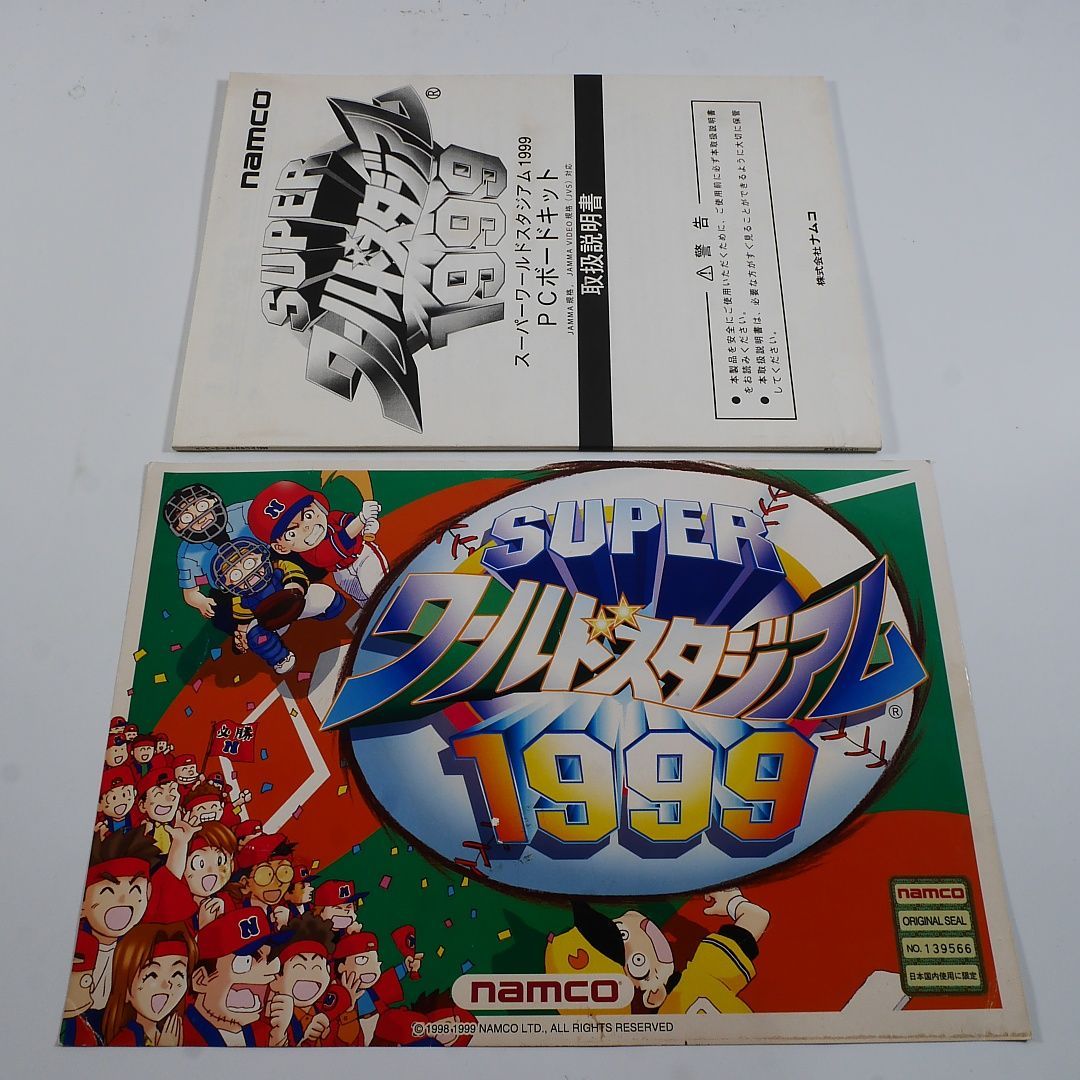 namco
SUPER
ワールドスタジアム
1999
®
スーパーワールドスタジアム1999
PCボードキット
JAMMA規格, JAMMA VIDEO規格(JVS)対応
取扱説明書
⚠ 警告
● 本製品を安全にご使用いただくために、ご使用前に必ず本取扱説明書
をお読みください。
● 本取扱説明書は、必要な方がすぐ見ることができるように大切に保管
してください。
株式会社ナムコ
SUPER
ワールドスタジアム
®
1999
N
必勝
N
N
namco
ORIGINAL SEAL
NO. 139566
日本国内使用に限定
namco
© 1998 1999 NAMCO LTD., ALL RIGHTS RESERVED